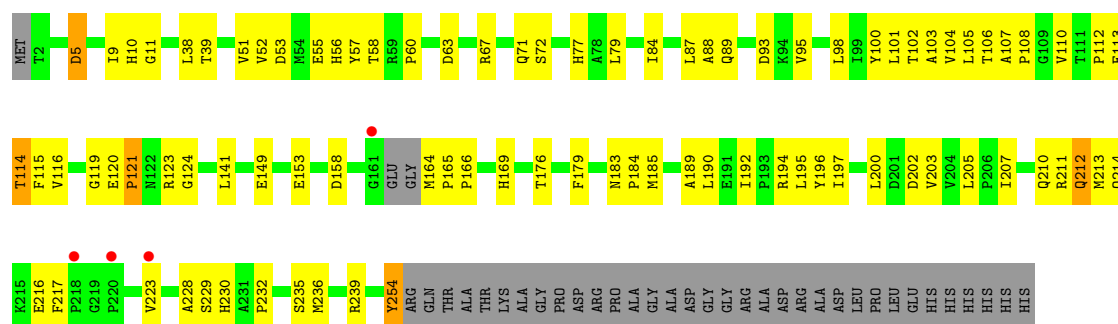 MET T2 D5 I9 H10 G11 L38 T39 V51 V52 D53 M54 E55 H56 Y57 T58 R59 P60 D63 R67 Q71 S72 H77 A78 L79 I84 L87 A88 Q89 D93 K94 V95 L98 I99 Y100 L101 T102 A103 V104 L105 T106 A107 P108 G109 V110 T111 P112
T114 F115 V116 G119 E120 P121 N122 R123 G124 L141 E149 E153 D158 G161 GLU GLY M164 P165 P166 H169 T176 F179 N183 P184 M185 A189 L190 E191 I192 P193 R194 L195 Y196 I197 L200 D201 D202 V203 V204 L205 P206 I207 Q210 R211 Q212 M213
K215 E216 F217 P218 G219 P220 V223 A228 S229 H230 A231 P232 S235 M236 R239 Y254 ARG GLN THR ALA THR LYS ALA GLY PRO ASP ARG PRO ALA GLY ALA ASP GLY GLY ARG ALA ASP ARG ALA ASP LEU PRO LEU GLU HIS HIS HIS HIS HIS HIS